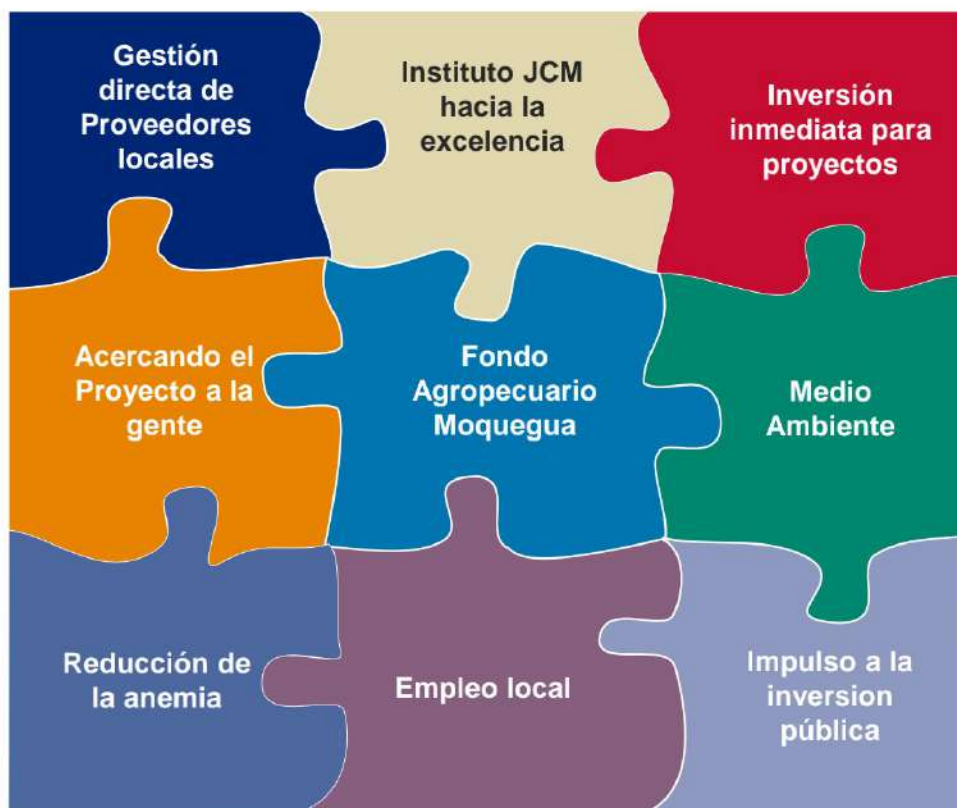 Gestión
directa de
Proveedores
locales
Instituto JCM
hacia la
excelencia
Inversión
inmediata para
proyectos
Acercando el
Proyecto a la
gente
Fondo
Agropecuario
Moquegua
Medio
Ambiente
Reducción de
la anemia
Empleo local
Impulso a la
inversion
pública